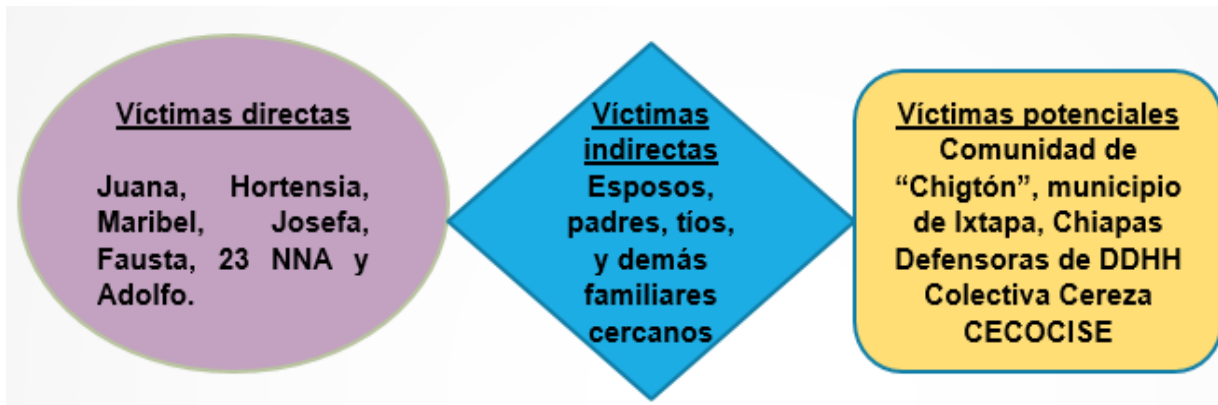 Víctimas directas
Juana, Hortensia,
Maribel, Josefa,
Fausta, 23 NNA y
Adolfo.
Víctimas
indirectas
Esposos,
padres, tíos,
y demás
familiares
cercanos
Víctimas potenciales
Comunidad de
“Chigtón”, municipio
de Ixtapa, Chiapas
Defensoras de DDHH
Colectiva Cereza
CECOCISE